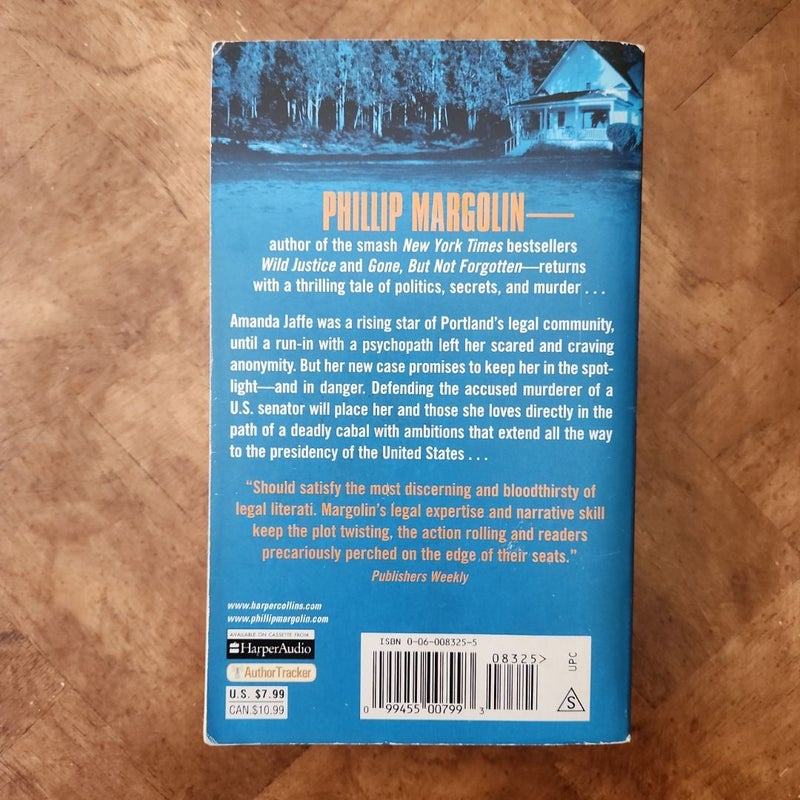 PHILLIP MARGOLIN—
author of the smash New York Times bestsellers
Wild Justice and Gone, But Not Forgotten—returns
with a thrilling tale of politics, secrets, and murder . . .
Amanda Jaffe was a rising star of Portland's legal community,
until a run-in with a psychopath left her scared and craving
anonymity. But her new case promises to keep her in the spot-
light—and in danger. Defending the accused murderer of a
U.S. senator will place her and those she loves directly in the
path of a deadly cabal with ambitions that extend all the way
to the presidency of the United States . . .
"Should satisfy the most discerning and bloodthirsty of
legal literati. Margolin's legal expertise and narrative skill
keep the plot twisting, the action rolling and readers
precariously perched on the edge of their seats."
Publishers Weekly
www.harpercollins.com
www.phillipmargolin.com
AVAILABLE ON CASSETTE FROM
HarperAudio
AuthorTracker
U.S. $7.99
CAN.$10.99
ISBN 0-06-008325-5
08325>
0 99455 00799 3
UPC
S